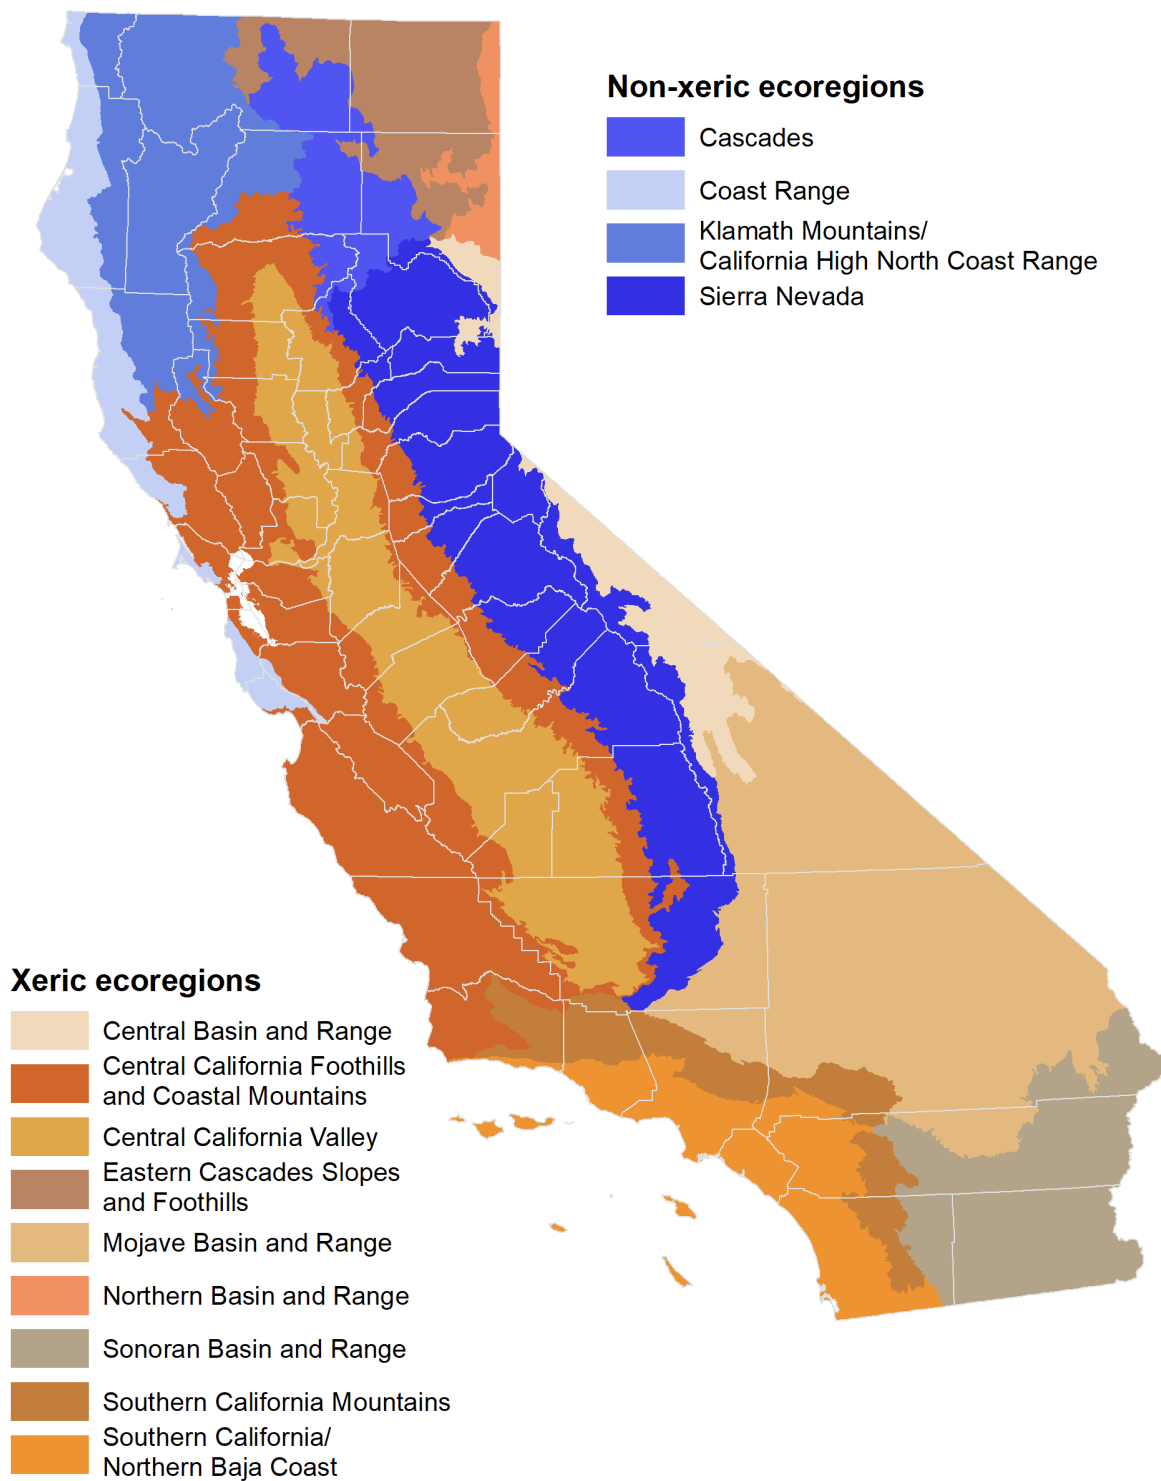 Non-xeric ecoregions
Cascades
Coast Range
Klamath Mountains/
California High North Coast Range
Sierra Nevada
Xeric ecoregions
Central Basin and Range
Central California Foothills
and Coastal Mountains
Central California Valley
Eastern Cascades Slopes
and Foothills
Mojave Basin and Range
Northern Basin and Range
Sonoran Basin and Range
Southern California Mountains
Southern California/
Northern Baja Coast